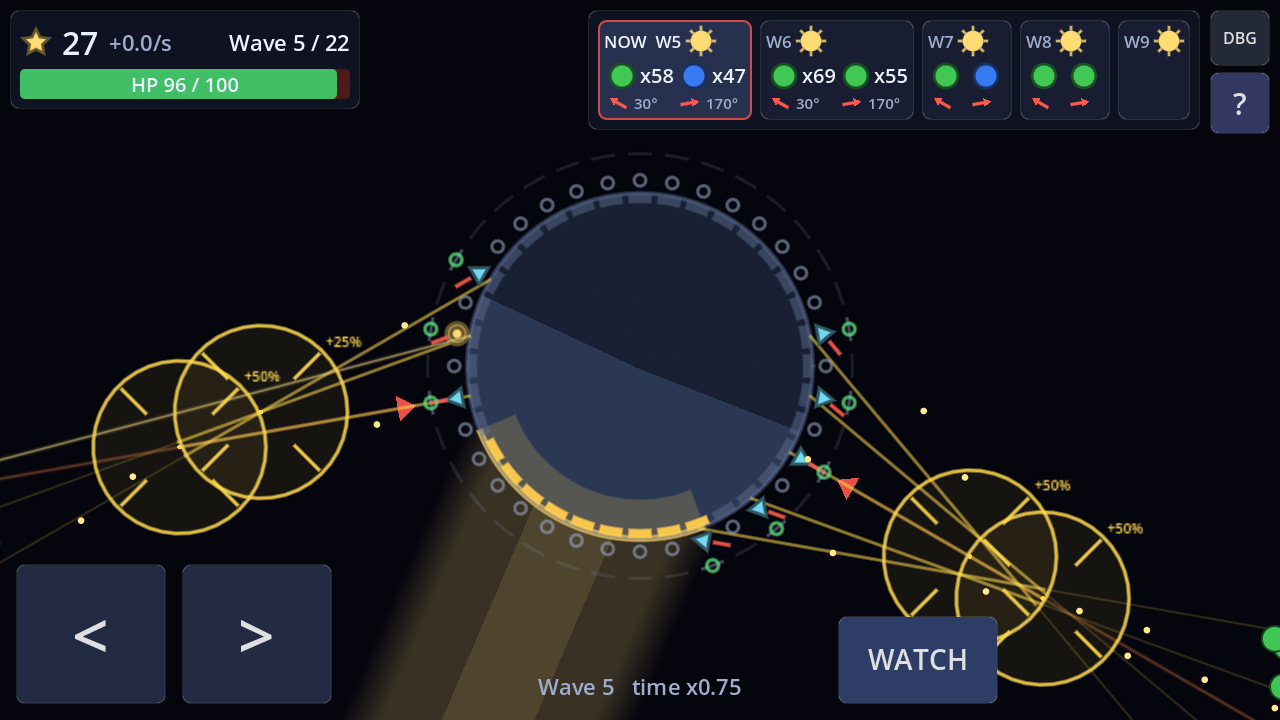 27 +0.0/s Wave 5 / 22
HP 96 / 100
NOW W5
x58 x47
30° 170°
W6
x69 x55
30° 170°
W7
W8
W9
DBG
?
+25%
+50%
+50%
+50%
< >
WATCH
Wave 5 time x0.75